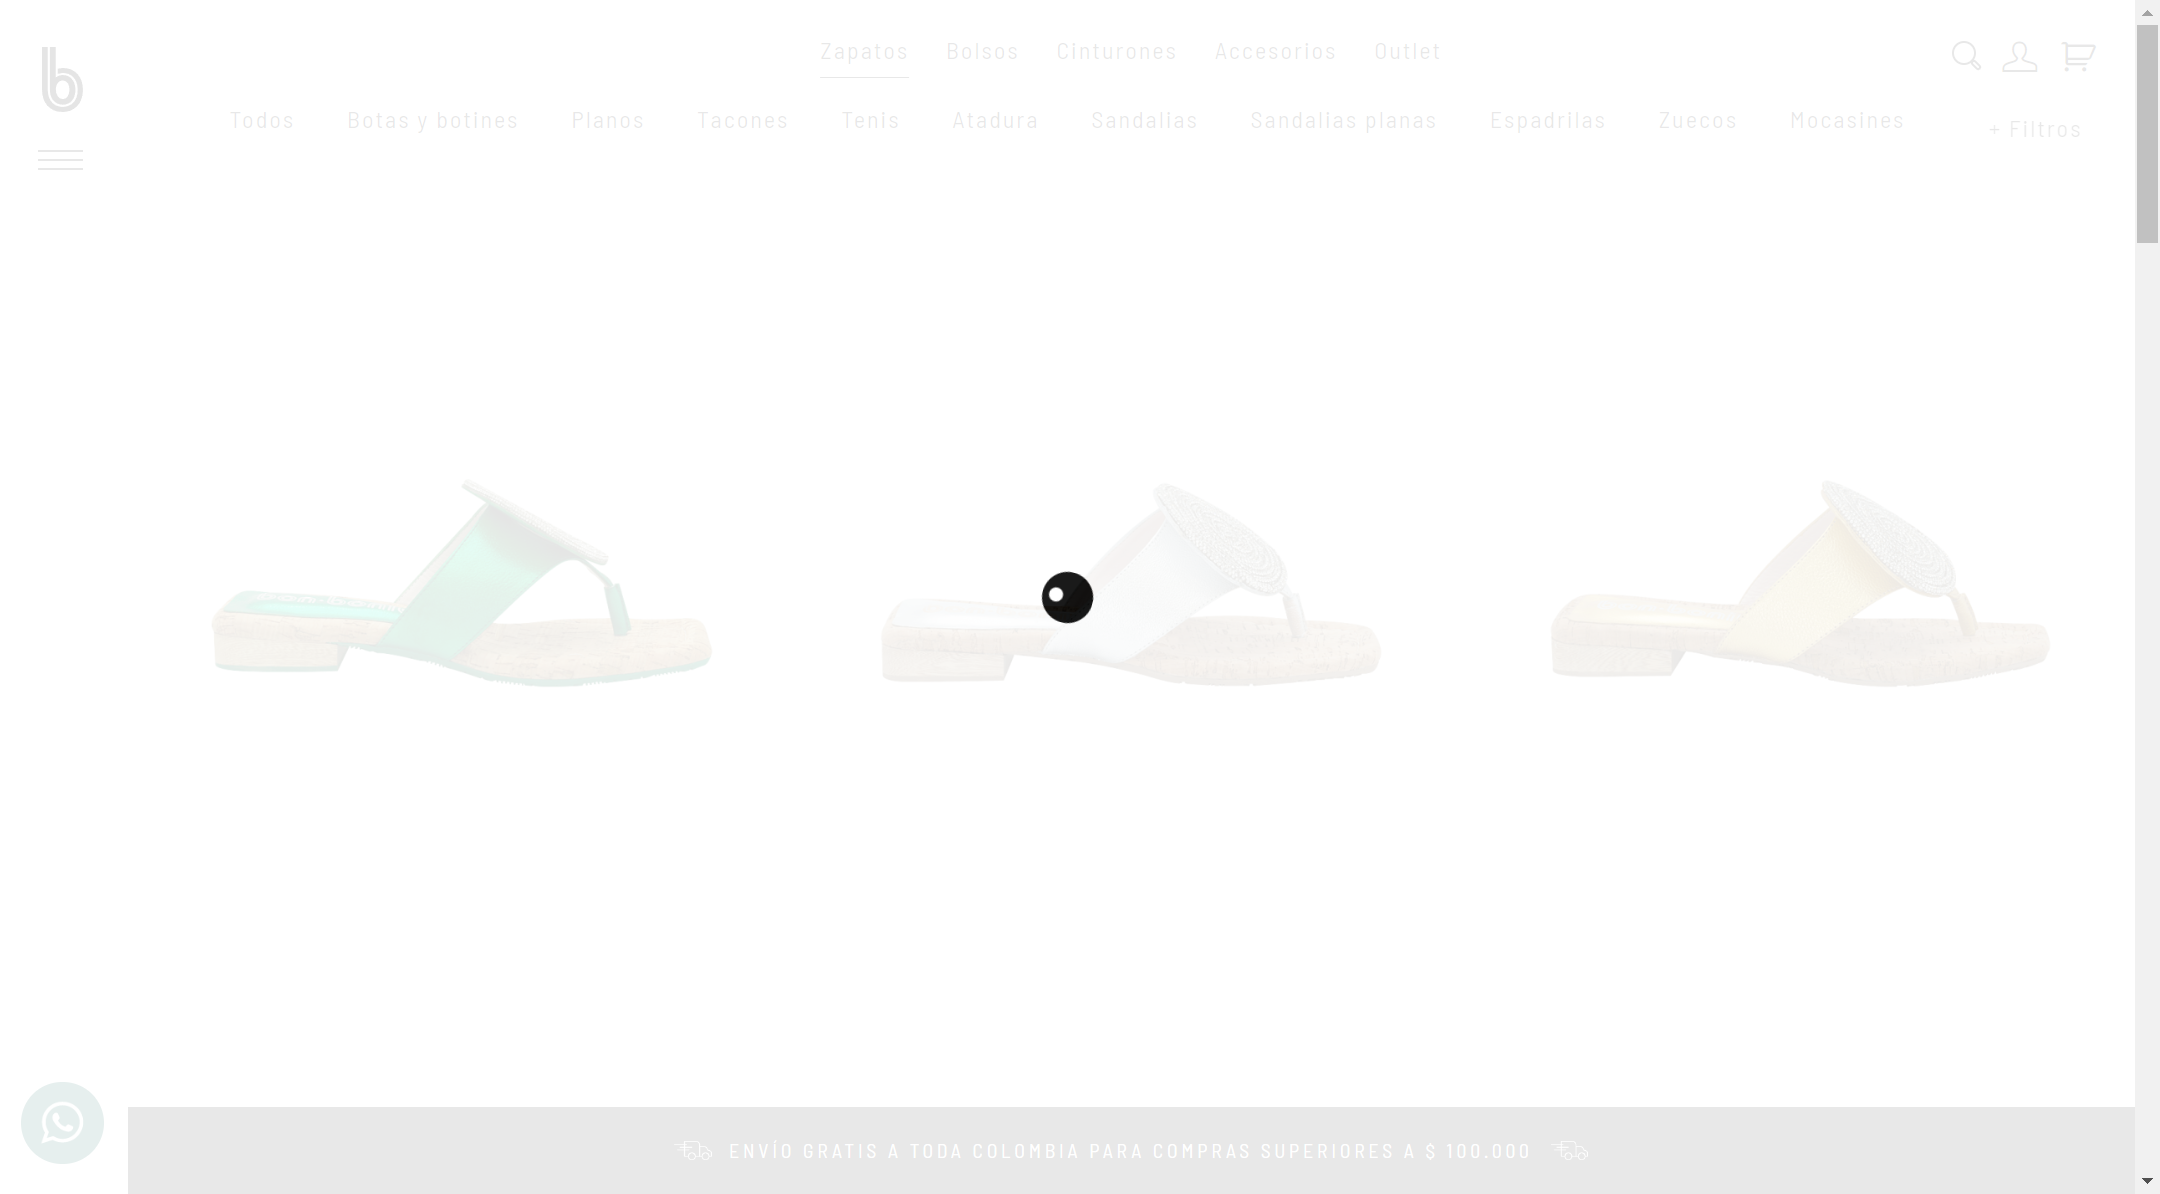 b
Zapatos Bolsos Cinturones Accesorios Outlet
Todos Botas y botines Planos Tacones Tenis Atadura Sandalias Sandalias planas Espadrilas Zuecos Mocasines + Filtros
ENVÍO GRATIS A TODA COLOMBIA PARA COMPRAS SUPERIORES A $ 100.000